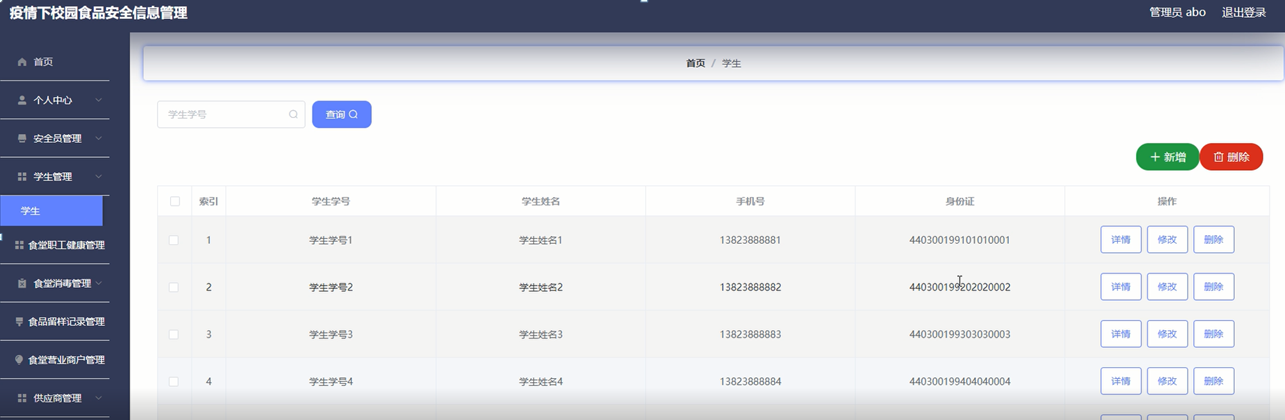 疫情下校园食品安全信息管理
管理员 abo 退出登录
首页
个人中心
安全员管理
学生管理
学生
食堂职工健康管理
食堂消毒管理
食品留样记录管理
食堂营业商户管理
供应商管理
首页 / 学生
学生学号 查询
新增 删除
索引 学生学号 学生姓名 手机号 身份证 操作
1 学生学号1 学生姓名1 13823888881 440300199101010001 详情 修改 删除
2 学生学号2 学生姓名2 13823888882 440300199202020002 详情 修改 删除
3 学生学号3 学生姓名3 13823888883 440300199303030003 详情 修改 删除
4 学生学号4 学生姓名4 13823888884 440300199404040004 详情 修改 删除